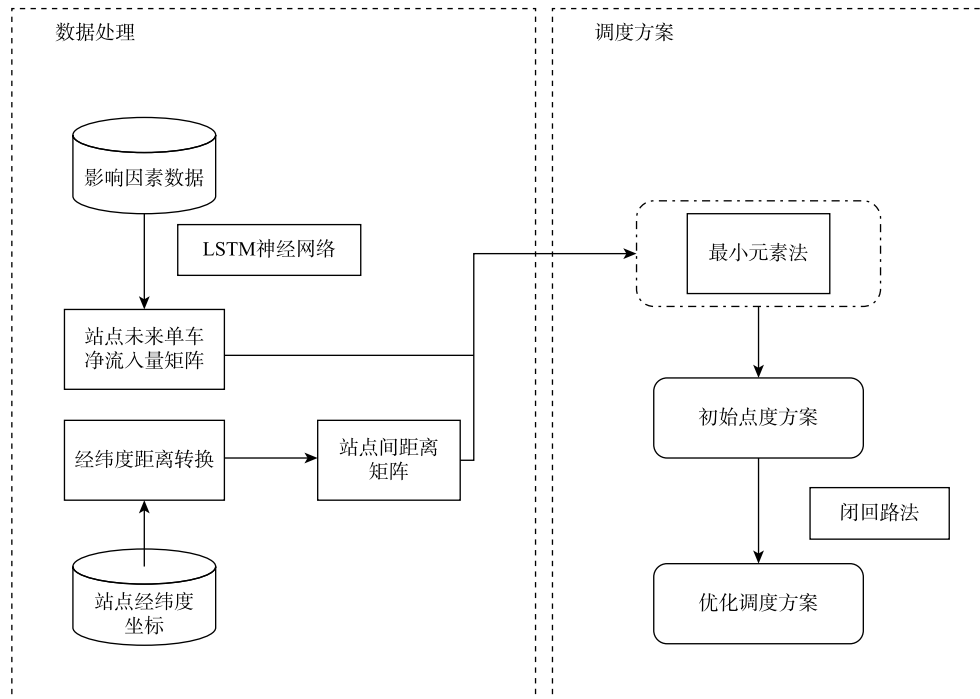 数据处理
影响因素数据
LSTM神经网络
站点未来单车
净流入量矩阵
经纬度距离转换
站点间距离
矩阵
站点经纬度
坐标
调度方案
最小元素法
初始点度方案
闭回路法
优化调度方案